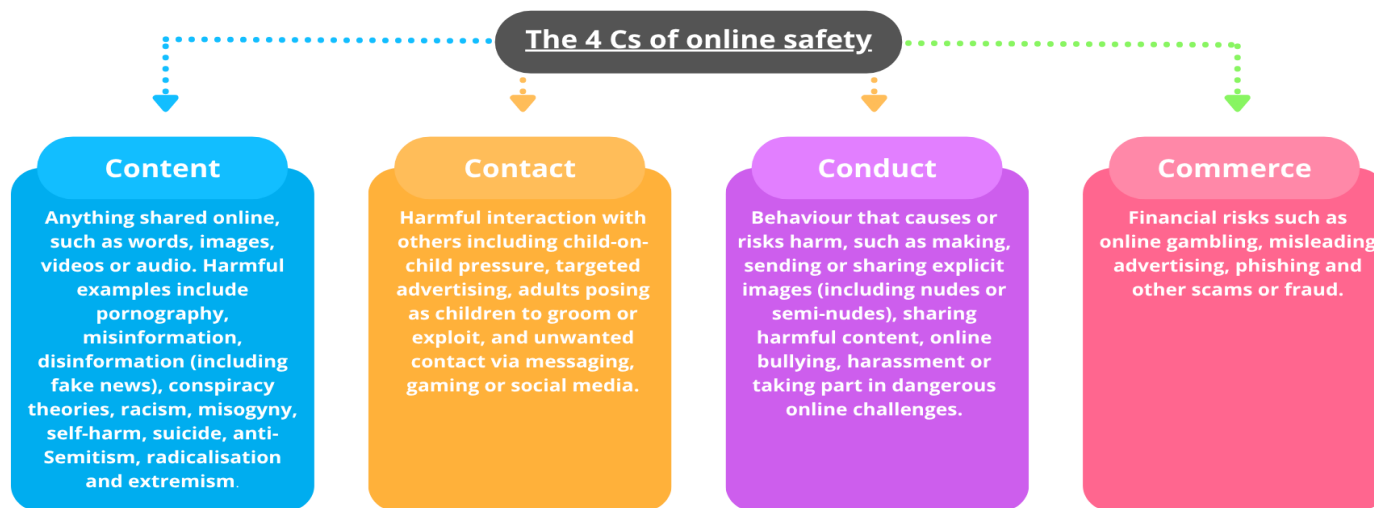 The 4 Cs of online safety
Content
Anything shared online,
such as words, images,
videos or audio. Harmful
examples include
pornography,
misinformation,
disinformation (including
fake news), conspiracy
theories, racism, misogyny,
self-harm, suicide, anti-
Semitism, radicalisation
and extremism.
Contact
Harmful interaction with
others including child-on-
child pressure, targeted
advertising, adults posing
as children to groom or
exploit, and unwanted
contact via messaging,
gaming or social media.
Conduct
Behaviour that causes or
risks harm, such as making,
sending or sharing explicit
images (including nudes or
semi-nudes), sharing
harmful content, online
bullying, harassment or
taking part in dangerous
online challenges.
Commerce
Financial risks such as
online gambling, misleading
advertising, phishing and
other scams or fraud.